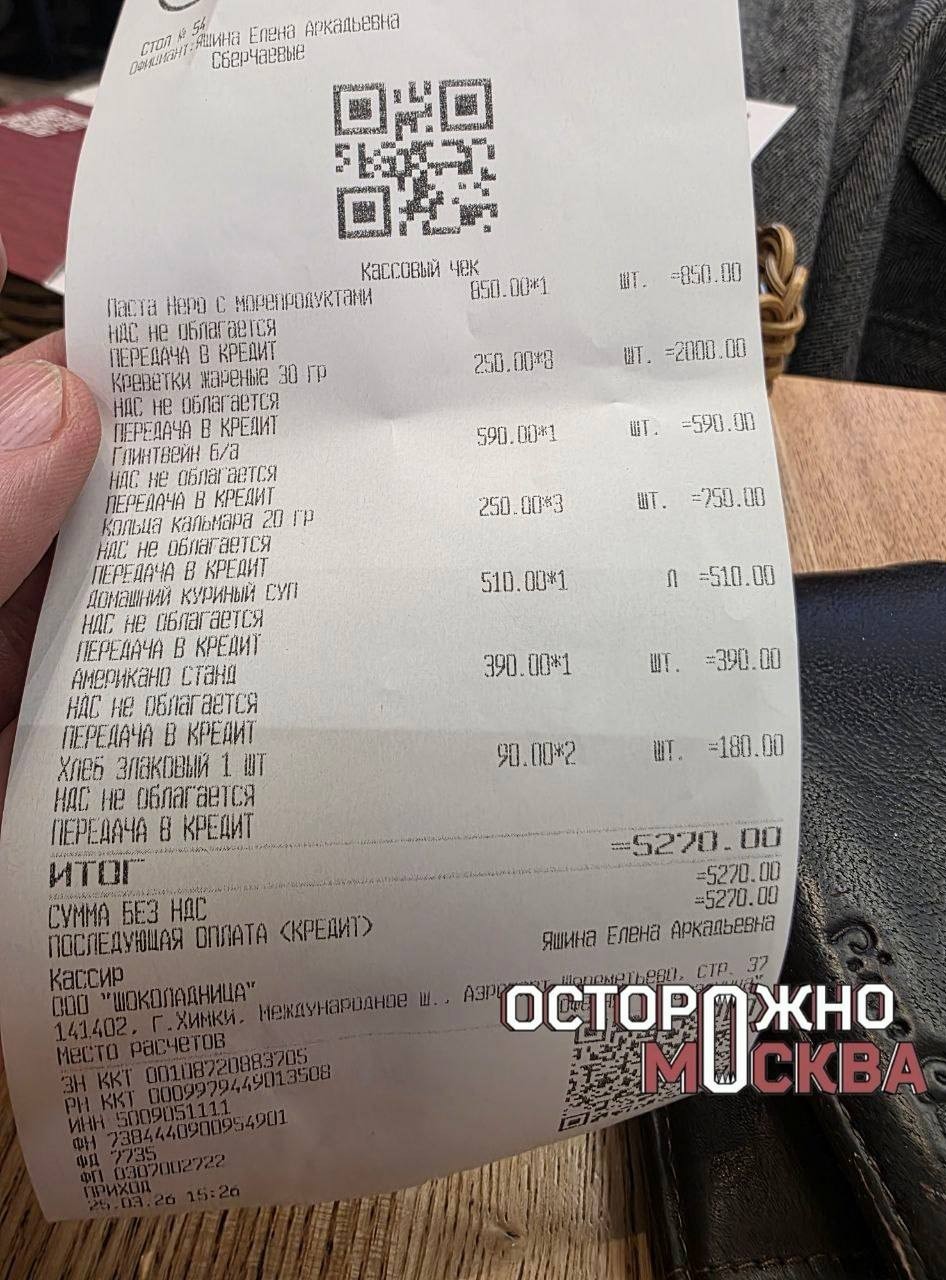 Стол № 54
Официант:Яшина Елена Аркадьевна
Сберчаевые
Кассовый чек
Паста Неро с морепродуктами 850.00*1 шт. =850.00
НДС не облагается
ПЕРЕДАЧА В КРЕДИТ
Креветки жареные 30 гр 250.00*8 шт. =2000.00
НДС не облагается
ПЕРЕДАЧА В КРЕДИТ
Глинтвейн б/а 590.00*1 шт. =590.00
НДС не облагается
ПЕРЕДАЧА В КРЕДИТ
Кольца кальмара 20 гр 250.00*3 шт. =750.00
НДС не облагается
ПЕРЕДАЧА В КРЕДИТ
Домашний куриный суп 510.00*1 л =510.00
НДС не облагается
ПЕРЕДАЧА В КРЕДИТ
Американо станд 390.00*1 шт. =390.00
НДС не облагается
ПЕРЕДАЧА В КРЕДИТ
Хлеб злаковый 1 шт 90.00*2 шт. =180.00
НДС не облагается
ПЕРЕДАЧА В КРЕДИТ
ИТОГ =5270.00
СУММА БЕЗ НДС =5270.00
ПОСЛЕДУЮЩАЯ ОПЛАТА (КРЕДИТ) =5270.00
Кассир Яшина Елена Аркадьевна
ООО "ШОКОЛАДНИЦА"
141402, Г.Химки, Международное ш., Аэропорт Шереметьево, СТР. 37
Место расчетов
ЗН ККТ 00108720883705
РН ККТ 0009979449013508
ИНН 5009051111
ФН 7384440900954901
ФД 7735
ФП 0307002722
ПРИХОД
25.03.26 15:26
ОСТОРОЖНО
МОСКВА